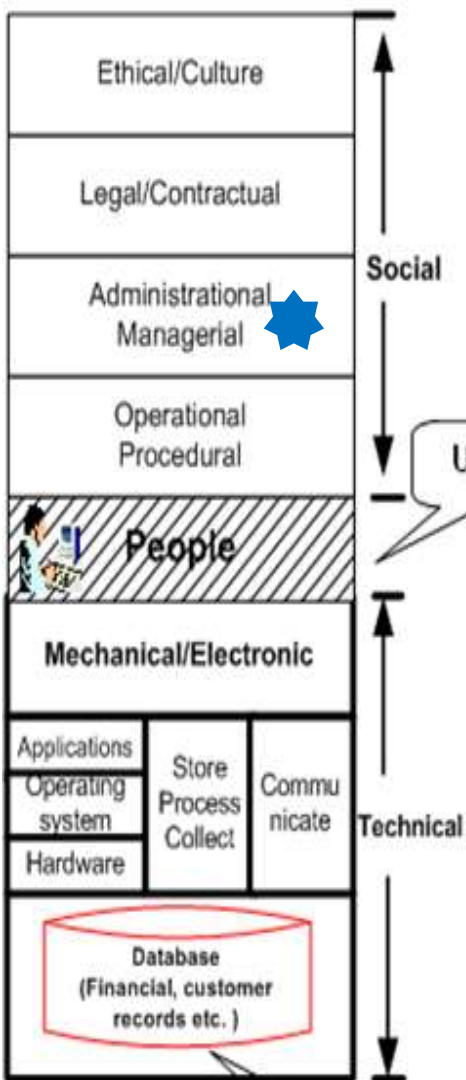 Ethical/Culture
Legal/Contractual
Administrational
Managerial
Social
Operational
Procedural
U
People
Mechanical/Electronic
Applications
Operating
system
Hardware
Store
Process
Collect
Commu
nicate
Technical
Database
(Financial, customer
records etc. )